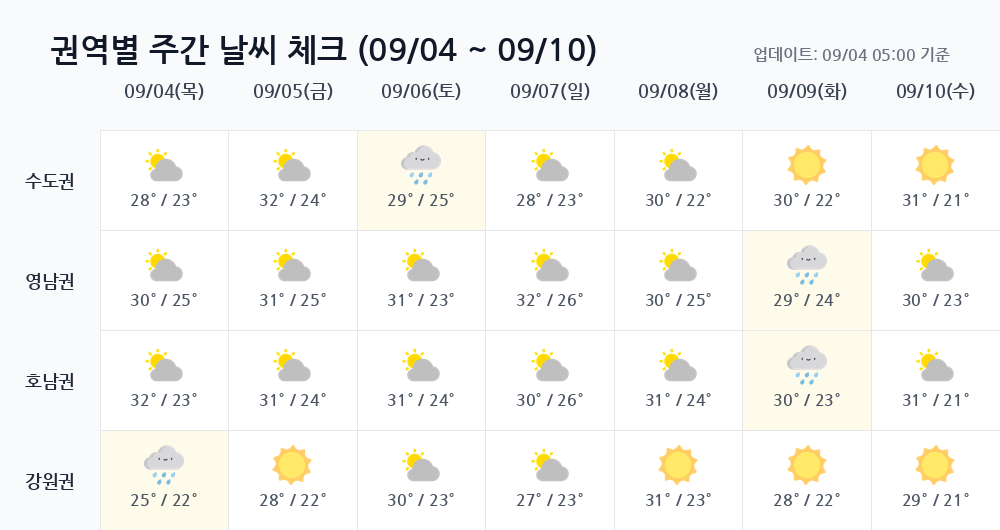 권역별 주간 날씨 체크 (09/04 ~ 09/10)
업데이트: 09/04 05:00 기준
09/04(목) 09/05(금) 09/06(토) 09/07(일) 09/08(월) 09/09(화) 09/10(수)
수도권 28° / 23° 32° / 24° 29° / 25° 28° / 23° 30° / 22° 30° / 22° 31° / 21°
영남권 30° / 25° 31° / 25° 31° / 23° 32° / 26° 30° / 25° 29° / 24° 30° / 23°
호남권 32° / 23° 31° / 24° 31° / 24° 30° / 26° 31° / 24° 30° / 23° 31° / 21°
강원권 25° / 22° 28° / 22° 30° / 23° 27° / 23° 31° / 23° 28° / 22° 29° / 21°